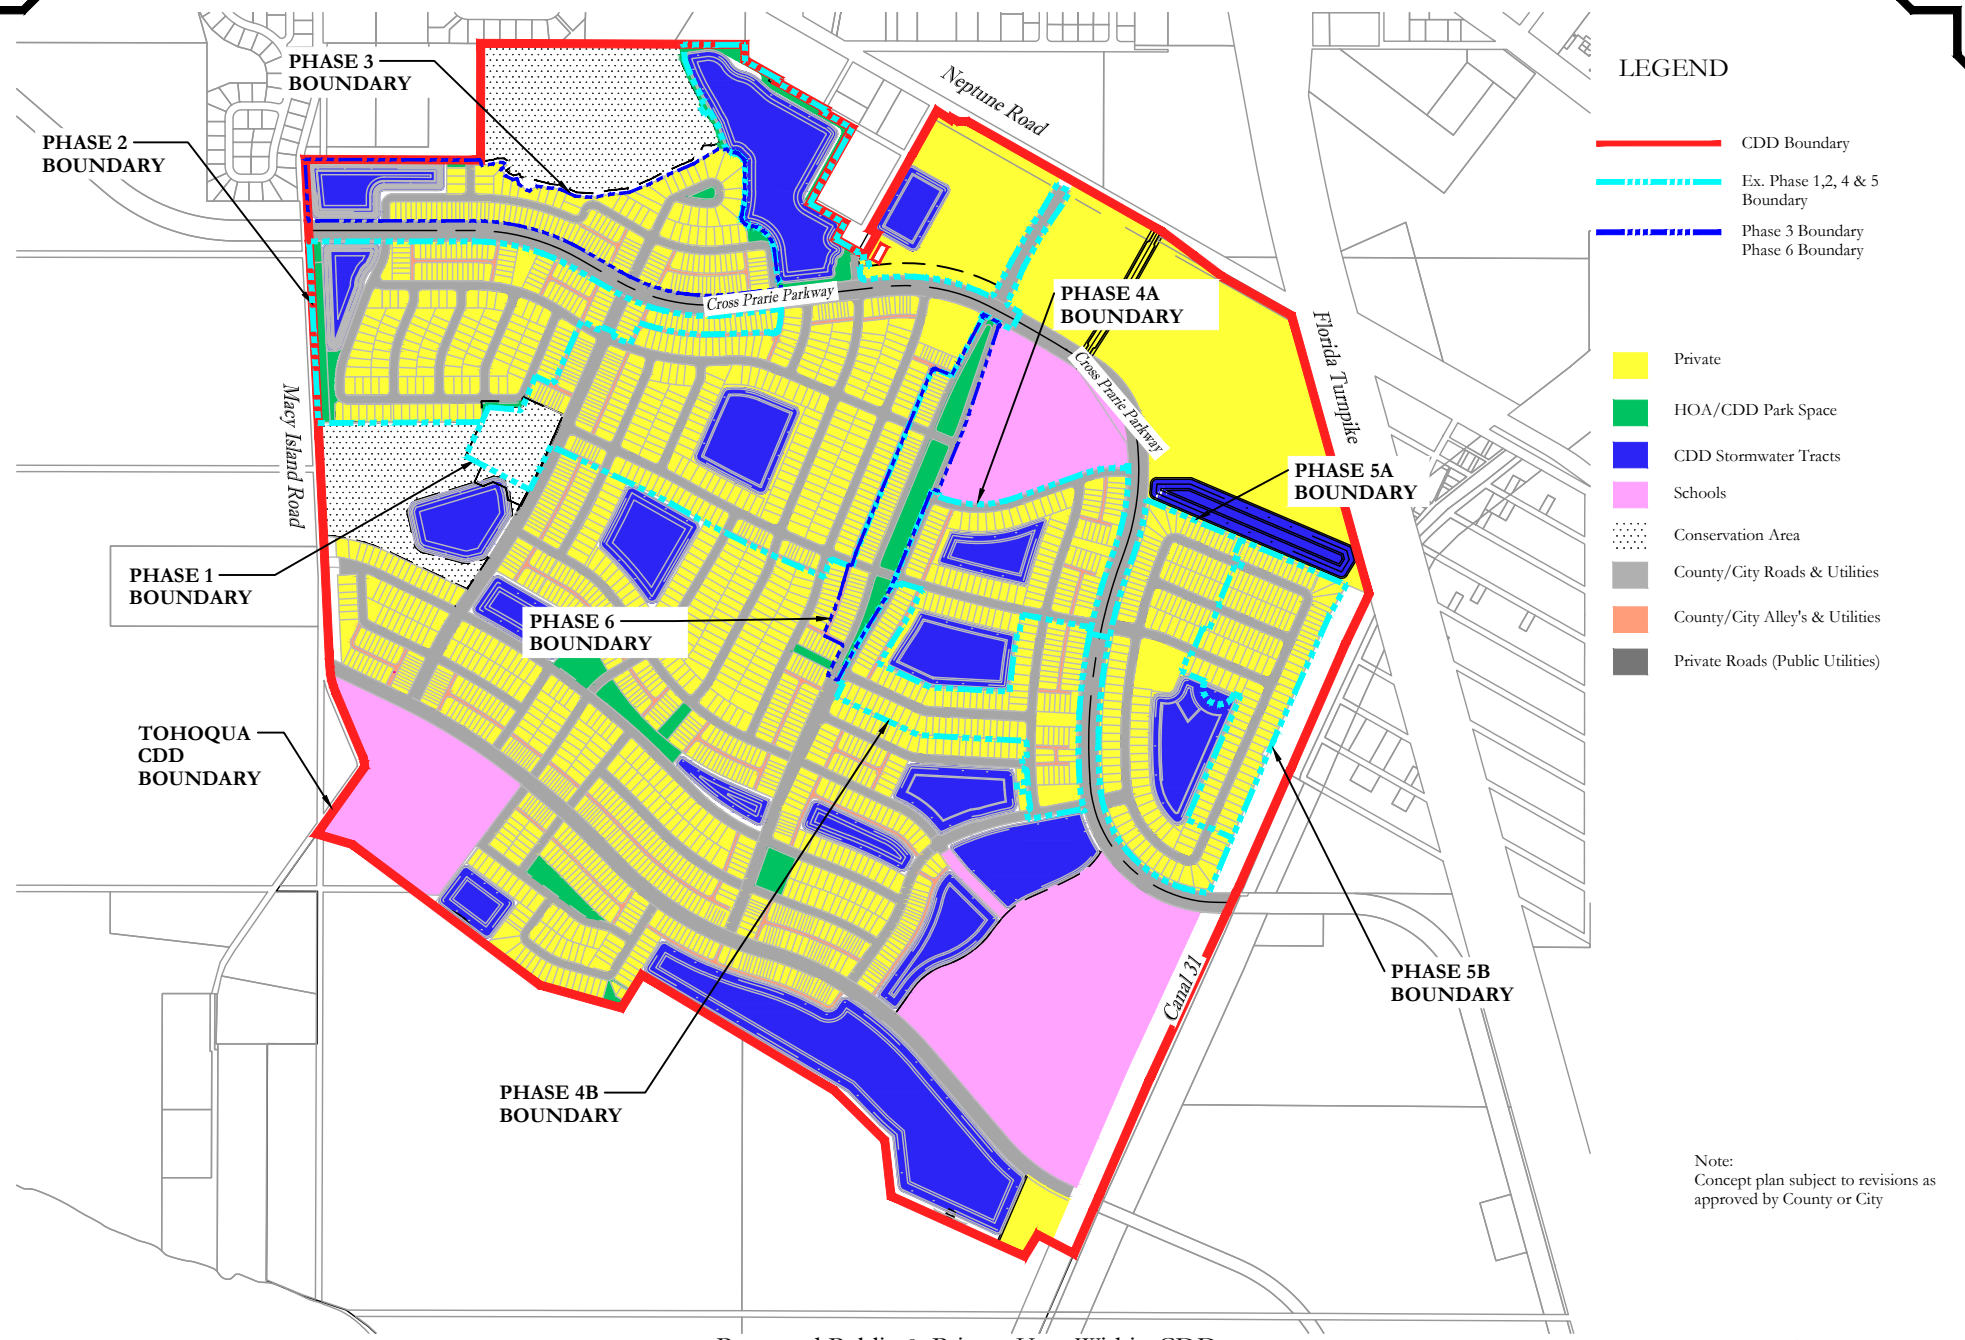 PHASE 3
BOUNDARY
PHASE 2
BOUNDARY
Neptune Road
Cross Prarie Parkway
PHASE 4A
BOUNDARY
Cross Prarie Parkway
Florida Turnpike
Macy Island Road
PHASE 5A
BOUNDARY
PHASE 1
BOUNDARY
PHASE 6
BOUNDARY
TOHOQUA
CDD
BOUNDARY
PHASE 5B
BOUNDARY
Canal 31
PHASE 4B
BOUNDARY
LEGEND
CDD Boundary
Ex. Phase 1,2, 4 & 5
Boundary
Phase 3 Boundary
Phase 6 Boundary
Private
HOA/CDD Park Space
CDD Stormwater Tracts
Schools
Conservation Area
County/City Roads & Utilities
County/City Alley's & Utilities
Private Roads (Public Utilities)
Note:
Concept plan subject to revisions as
approved by County or City